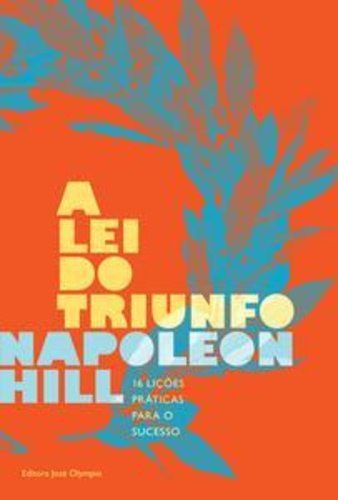 A
LEI
DO
TRIUNFO
NAPOLEON
HILL
16 LIÇÕES
PRÁTICAS
PARA O
SUCESSO
Editora José Olympio